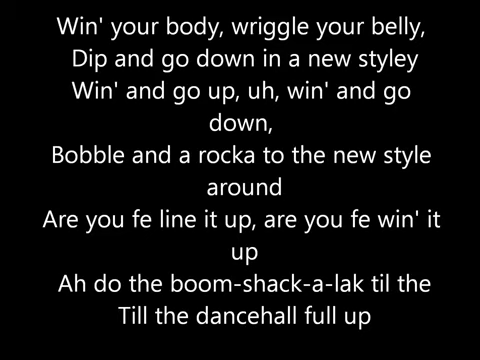 Win' your body, wriggle your belly,
Dip and go down in a new styley
Win' and go up, uh, win' and go
down,
Bobble and a rocka to the new style
around
Are you fe line it up, are you fe win' it
up
Ah do the boom-shack-a-lak til the
Till the dancehall full up